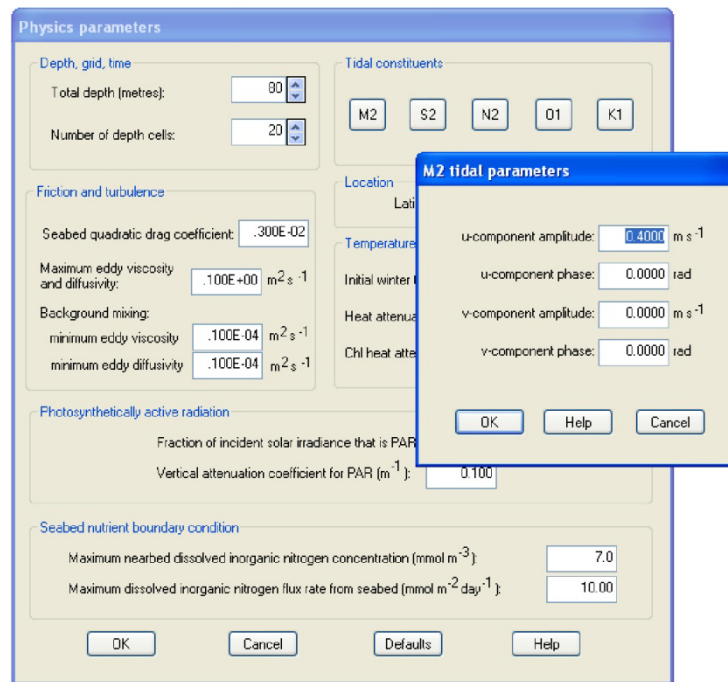 Physics parameters
Depth, grid, time
Total depth (metres): 80
Number of depth cells: 20
Tidal constituents
M2 S2 N2 O1 K1
Friction and turbulence
Seabed quadratic drag coefficient: .300E-02
Maximum eddy viscosity
and diffusivity: .100E+00 m2 s -1
Background mixing:
minimum eddy viscosity .100E-04 m2 s -1
minimum eddy diffusivity .100E-04 m2 s -1
Location
Lati
Temperature
Initial winter
Heat attenua
Chl heat atte
M2 tidal parameters
u-component amplitude: 0.4000 m s-1
u-component phase: 0.0000 rad
v-component amplitude: 0.0000 m s-1
v-component phase: 0.0000 rad
OK Help Cancel
Photosynthetically active radiation
Fraction of incident solar irradiance that is PAR
Vertical attenuation coefficient for PAR (m-1): 0.100
Seabed nutrient boundary condition
Maximum nearbed dissolved inorganic nitrogen concentration (mmol m-3): 7.0
Maximum dissolved inorganic nitrogen flux rate from seabed (mmol m-2 day-1): 10.00
OK Cancel Defaults Help